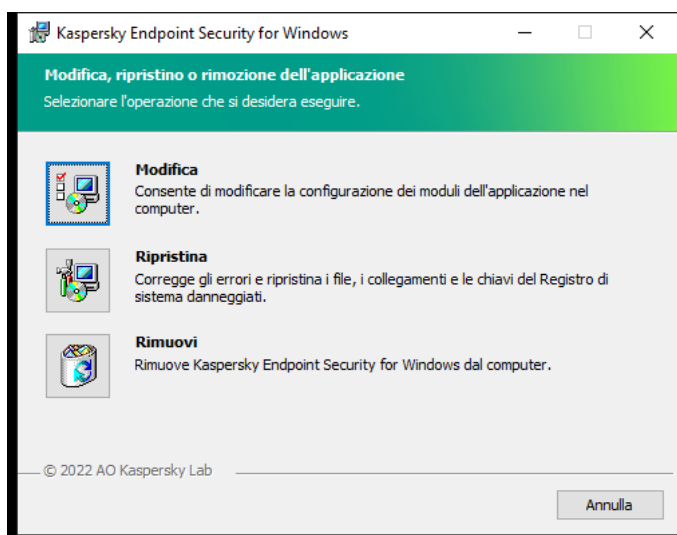 Kaspersky Endpoint Security for Windows
Modifica, ripristino o rimozione dell'applicazione
Selezionare l'operazione che si desidera eseguire.
Modifica
Consente di modificare la configurazione dei moduli dell'applicazione nel
computer.
Ripristina
Corregge gli errori e ripristina i file, i collegamenti e le chiavi del Registro di
sistema danneggiati.
Rimuovi
Rimuove Kaspersky Endpoint Security for Windows dal computer.
© 2022 AO Kaspersky Lab
Annulla